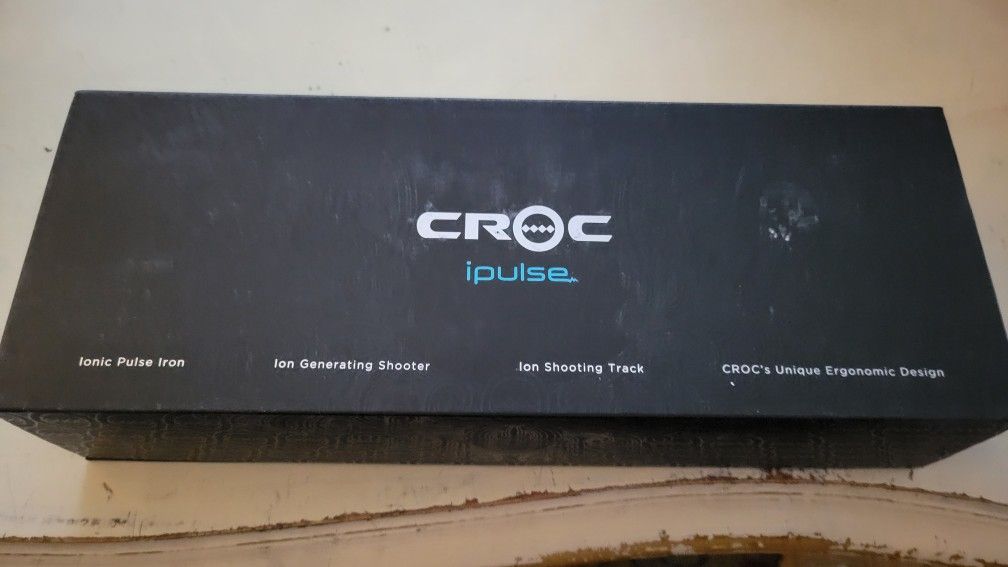 CROC
ipulse
Ionic Pulse Iron Ion Generating Shooter Ion Shooting Track CROC's Unique Ergonomic Design